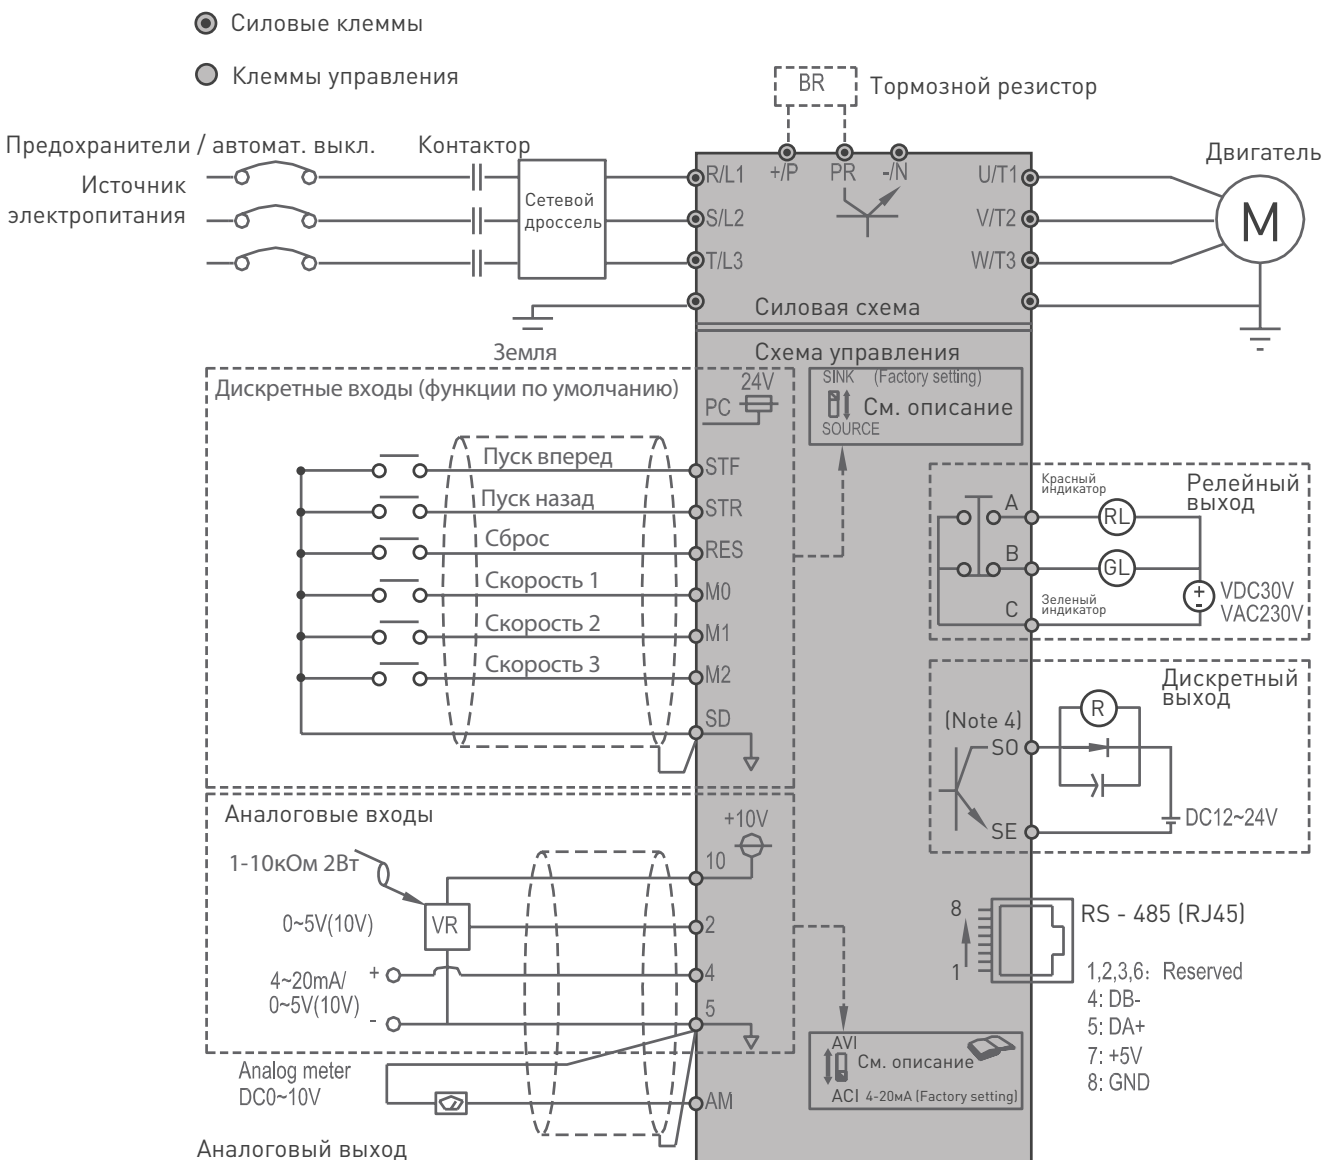 Силовые клеммы
Клеммы управления
BR
Тормозной резистор
Предохранители / автомат. выкл.
Контактор
Двигатель
Источник
электропитания
Сетевой
дроссель
R/L1
+/P
PR
-/N
U/T1
S/L2
V/T2
M
T/L3
W/T3
Силовая схема
Земля
Схема управления
Дискретные входы (функции по умолчанию)
24V
PC
SINK (Factory setting)
См. описание
SOURCE
Пуск вперед
STF
Пуск назад
STR
Сброс
RES
Скорость 1
M0
Скорость 2
M1
Скорость 3
M2
SD
Красный
индикатор
Релейный
выход
A
RL
B
GL
C
Зеленый
индикатор
+
-
VDC30V
VAC230V
Дискретный
выход
R
(Note 4)
SO
SE
DC12~24V
Аналоговые входы
+10V
1-10кОм 2Вт
10
0~5V(10V)
VR
2
4~20mA/
0~5V(10V)
+
-
4
5
8
1
RS - 485 (RJ45)
1,2,3,6: Reserved
4: DB-
5: DA+
7: +5V
8: GND
AVI
См. описание
ACI 4-20мА (Factory setting)
Analog meter
DC0~10V
AM
Аналоговый выход